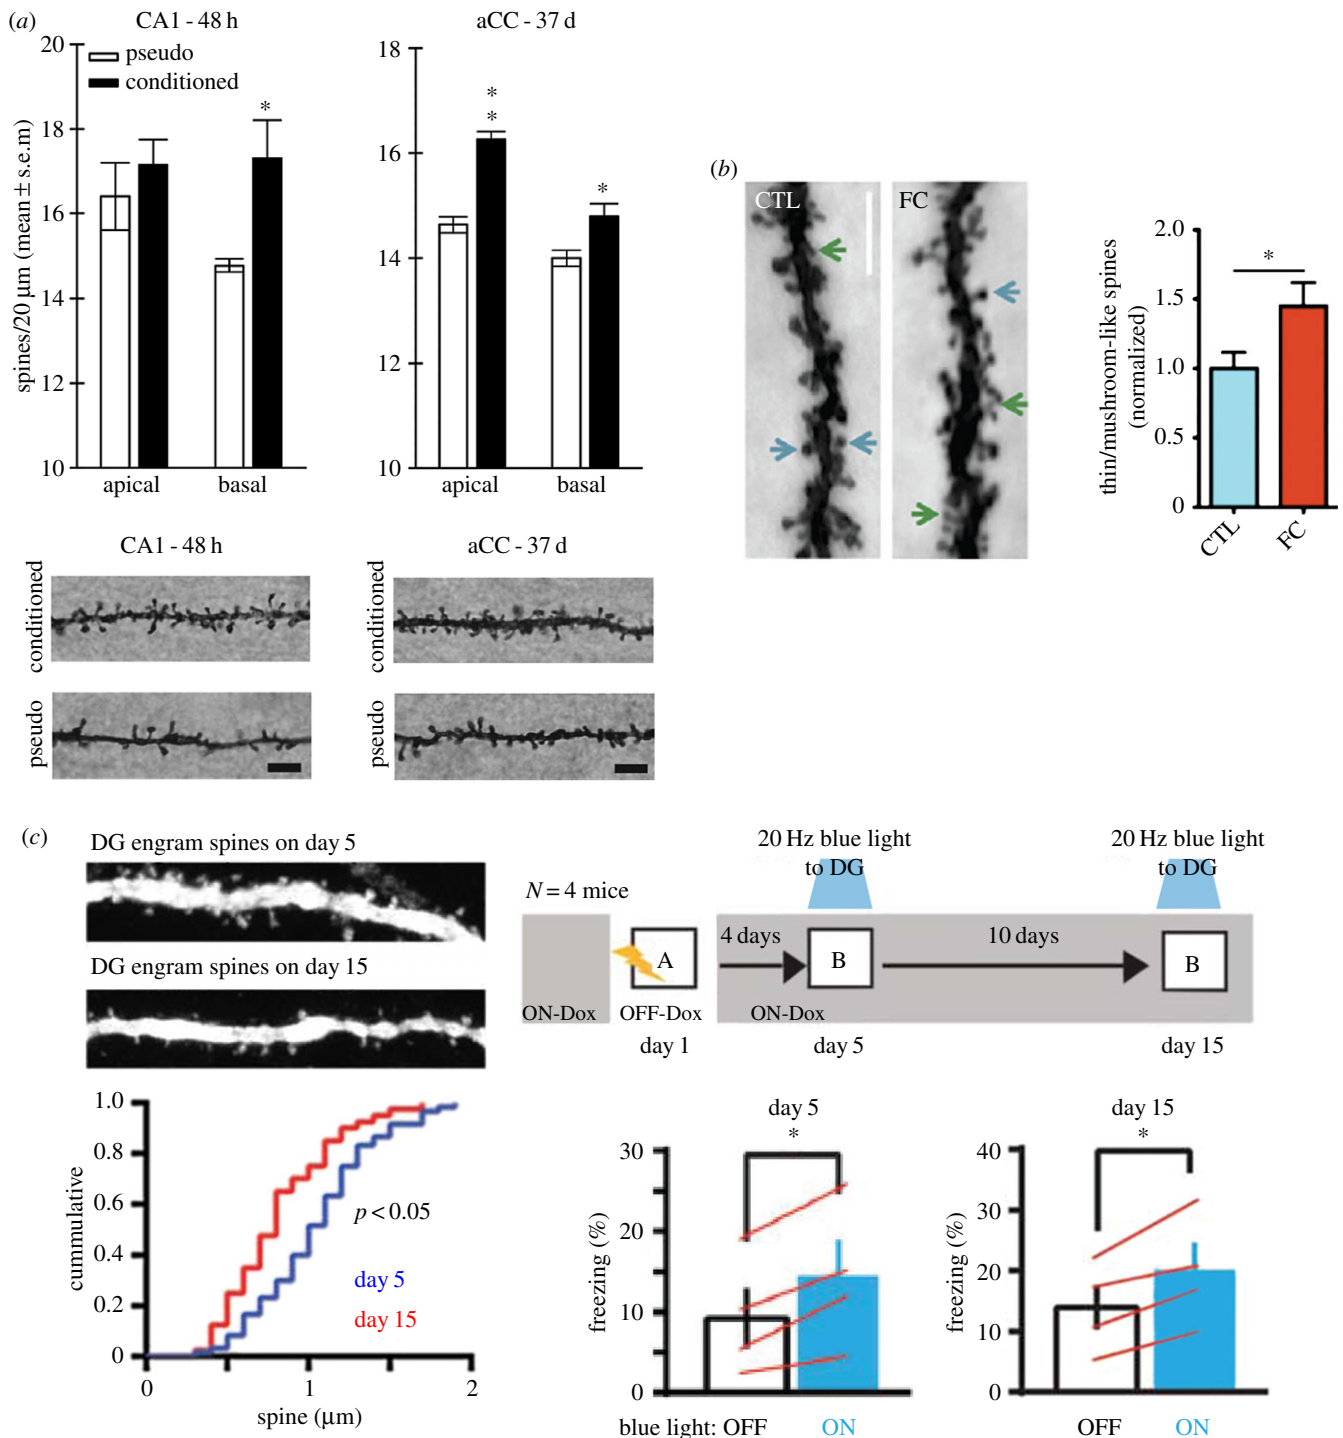 (a)
CA1 - 48 h
aCC - 37 d
20
18
16
14
12
10
spines/20 μm (mean ± s.e.m)
pseudo
conditioned
*
apical
basal
18
16
14
12
10
*
*
*
apical
basal
CA1 - 48 h
aCC - 37 d
conditioned
pseudo
conditioned
pseudo
(b)
CTL
FC
thin/mushroom-like spines
(normalized)
2.0
1.5
1.0
0.5
0
*
CTL
FC
(c)
DG engram spines on day 5
DG engram spines on day 15
20 Hz blue light
to DG
20 Hz blue light
to DG
N = 4 mice
A
4 days
B
10 days
B
ON-Dox
OFF-Dox
ON-Dox
day 1
day 5
day 15
cummulative
1.0
0.8
0.6
0.4
0.2
0
p < 0.05
day 5
day 15
0
1
2
spine (μm)
day 5
*
freezing (%)
30
20
10
0
blue light: OFF
ON
day 15
*
freezing (%)
40
30
20
10
0
OFF
ON